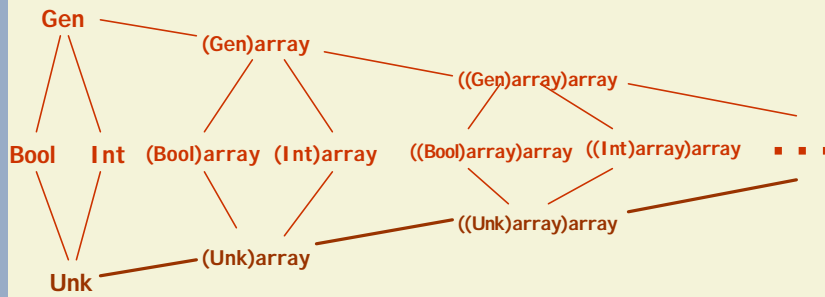 Gen
(Gen)array
((Gen)array)array
Bool Int (Bool)array (Int)array ((Bool)array)array ((Int)array)array
((Unk)array)array
(Unk)array
Unk